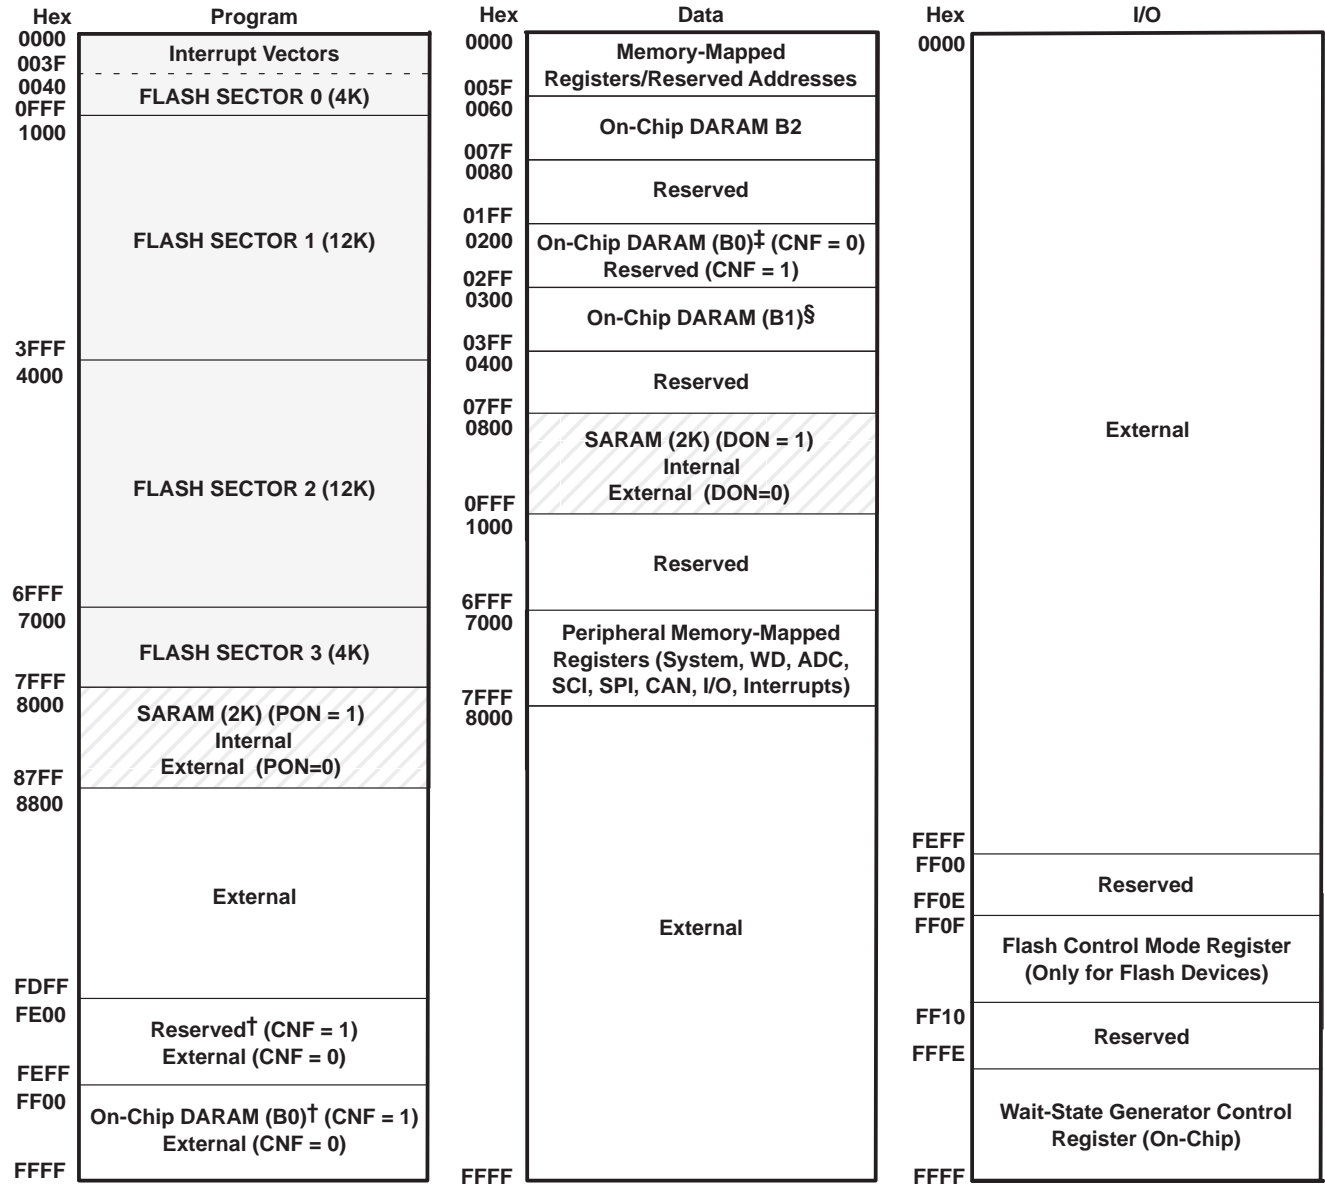 Hex Program
0000
Interrupt Vectors
003F
0040
FLASH SECTOR 0 (4K)
0FFF
1000
FLASH SECTOR 1 (12K)
3FFF
4000
FLASH SECTOR 2 (12K)
6FFF
7000
FLASH SECTOR 3 (4K)
7FFF
8000
SARAM (2K) (PON = 1)
Internal
External (PON=0)
87FF
8800
External
FDFF
FE00
Reserved† (CNF = 1)
External (CNF = 0)
FEFF
FF00
On-Chip DARAM (B0)† (CNF = 1)
External (CNF = 0)
FFFF
Hex Data
0000
Memory-Mapped
Registers/Reserved Addresses
005F
0060
On-Chip DARAM B2
007F
0080
Reserved
01FF
0200
On-Chip DARAM (B0)‡ (CNF = 0)
Reserved (CNF = 1)
02FF
0300
On-Chip DARAM (B1)§
03FF
0400
Reserved
07FF
0800
SARAM (2K) (DON = 1)
Internal
External (DON=0)
0FFF
1000
Reserved
6FFF
7000
Peripheral Memory-Mapped
Registers (System, WD, ADC,
SCI, SPI, CAN, I/O, Interrupts)
7FFF
8000
External
FFFF
Hex I/O
0000
External
FEFF
FF00
Reserved
FF0E
FF0F
Flash Control Mode Register
(Only for Flash Devices)
FF10
Reserved
FFFE
Wait-State Generator Control
Register (On-Chip)
FFFF